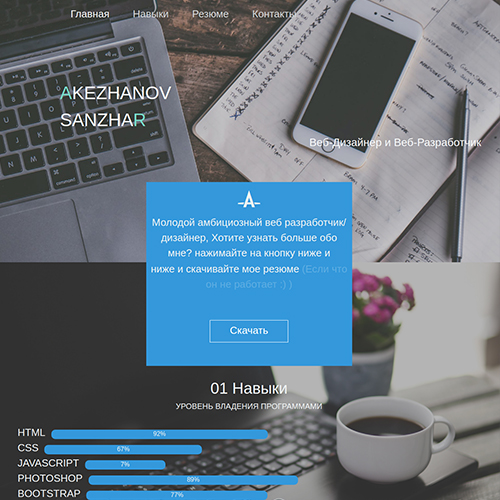 Главная Навыки Резюме Контакты
AKEZHANOV
SANZHAR
Веб-Дизайнер и Веб-Разработчик
Молодой амбициозный веб разработчик/
дизайнер, Хотите узнать больше обо
мне? нажимайте на кнопку ниже и
ниже и скачивайте мое резюме (Если что
он не работает :) )
Скачать
01 Навыки
УРОВЕНЬ ВЛАДЕНИЯ ПРОГРАММАМИ
HTML 92%
CSS 67%
JAVASCRIPT 7%
PHOTOSHOP 89%
BOOTSTRAP 77%